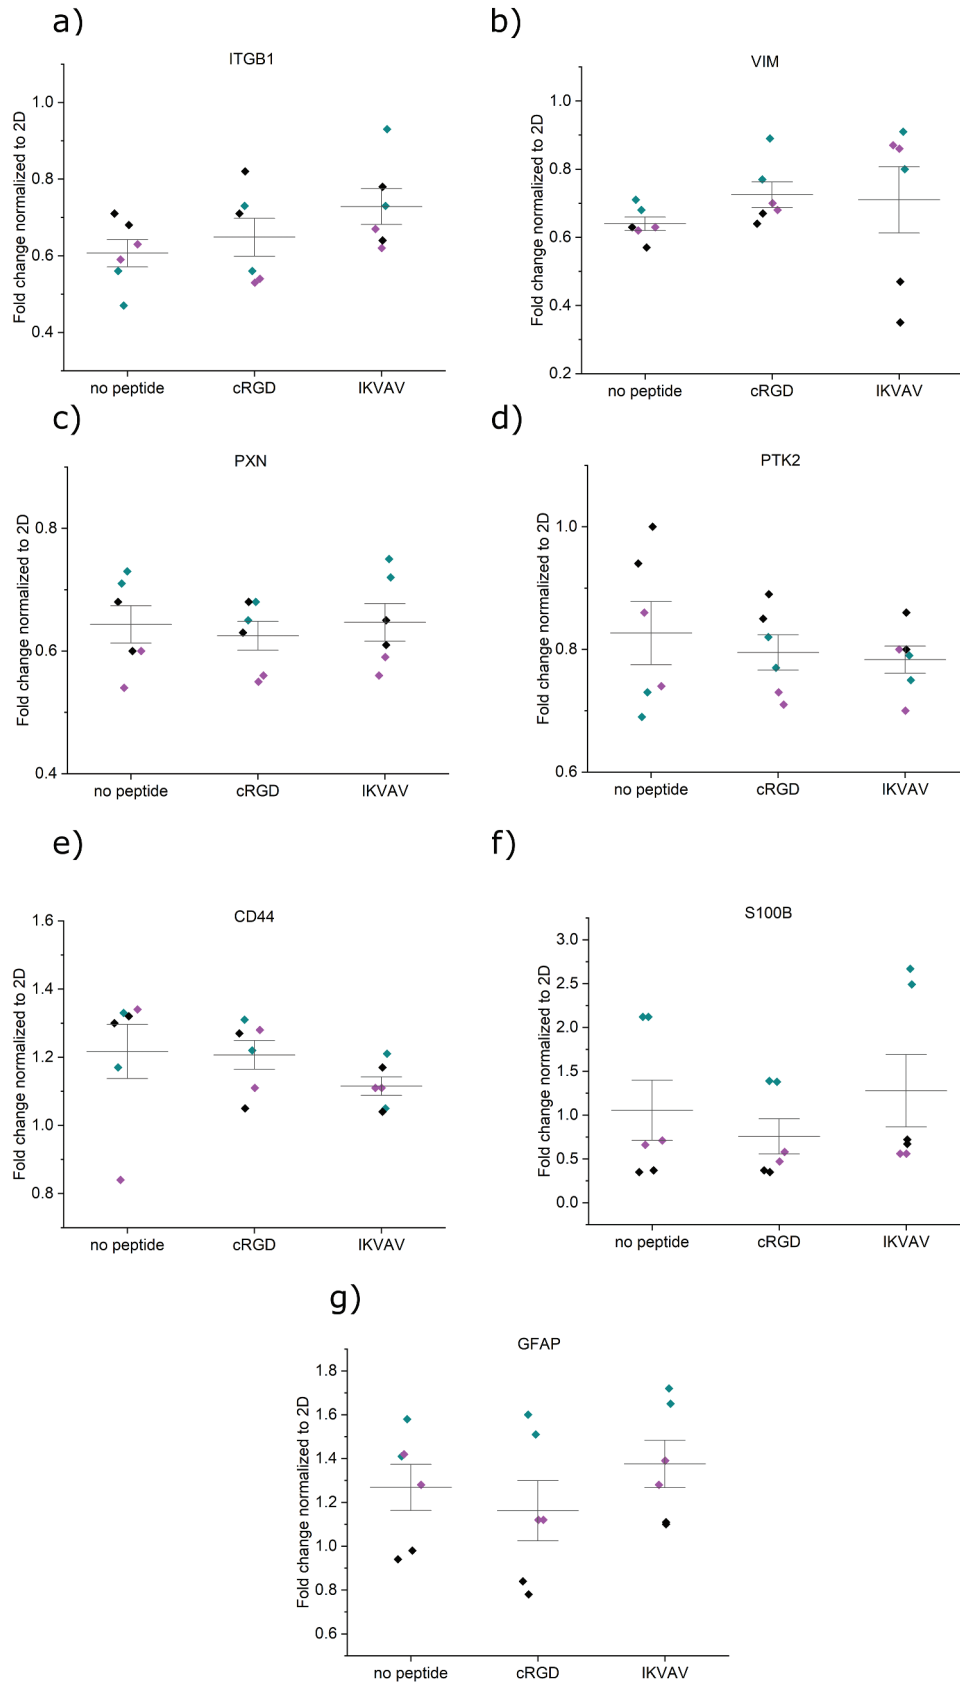 a)
ITGB1
Fold change normalized to 2D
1.0
0.8
0.6
0.4
no peptide cRGD IKVAV
b)
VIM
Fold change normalized to 2D
1.0
0.8
0.6
0.4
0.2
no peptide cRGD IKVAV
c)
PXN
Fold change normalized to 2D
0.8
0.6
0.4
no peptide cRGD IKVAV
d)
PTK2
Fold change normalized to 2D
1.0
0.8
0.6
no peptide cRGD IKVAV
e)
CD44
Fold change normalized to 2D
1.6
1.4
1.2
1.0
0.8
no peptide cRGD IKVAV
f)
S100B
Fold change normalized to 2D
3.0
2.5
2.0
1.5
1.0
0.5
0.0
no peptide cRGD IKVAV
g)
GFAP
Fold change normalized to 2D
1.8
1.6
1.4
1.2
1.0
0.8
0.6
no peptide cRGD IKVAV